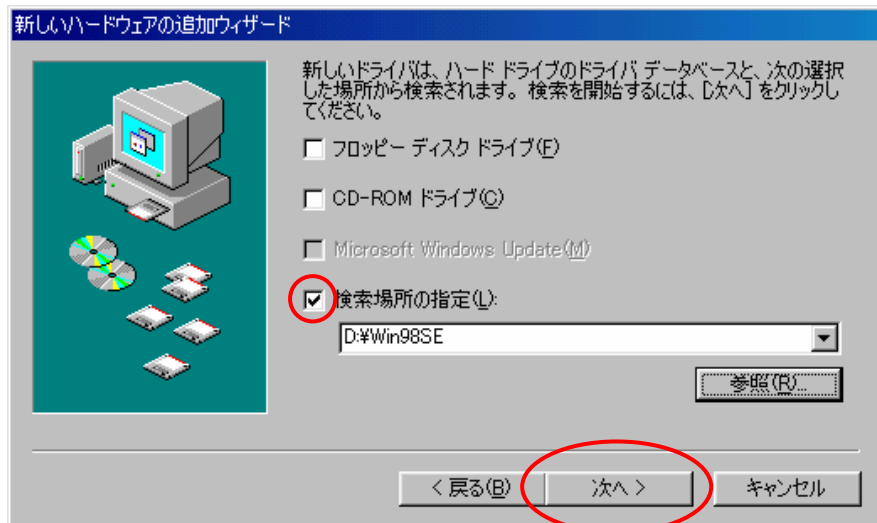 新しいハードウェアの追加ウィザード
新しいドライバは、ハード ドライブのドライバ データベースと、次の選択
した場所から検索されます。検索を開始するには、[次へ] をクリックし
てください。
フロッピー ディスク ドライブ(F)
CD-ROM ドライブ(C)
Microsoft Windows Update(M)
検索場所の指定(L):
D:¥Win98SE
参照(R)...
< 戻る(B)
次へ >
キャンセル